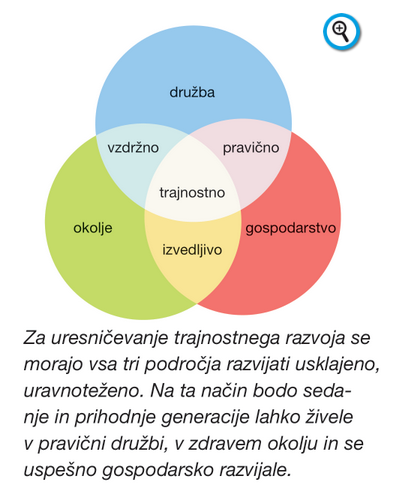 družba
vzdržno
pravično
trajnostno
okolje
gospodarstvo
izvedljivo
Za uresničevanje trajnostnega razvoja se
morajo vsa tri področja razvijati usklajeno,
uravnoteženo. Na ta način bodo seda-
nje in prihodnje generacije lahko živele
v pravični družbi, v zdravem okolju in se
uspešno gospodarsko razvijale.